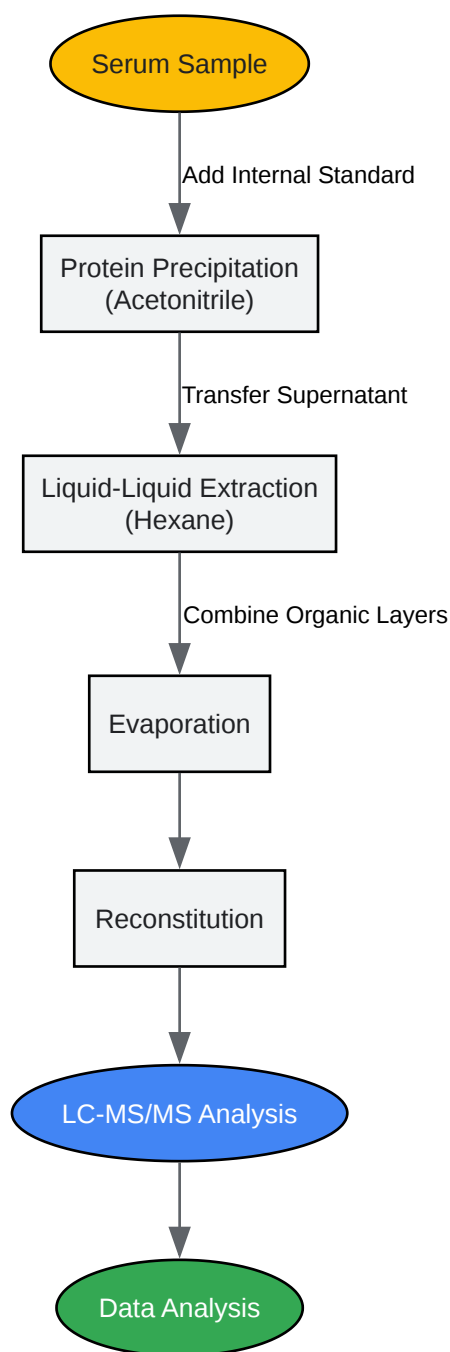 Serum Sample
Add Internal Standard
Protein Precipitation
(Acetonitrile)
Transfer Supernatant
Liquid-Liquid Extraction
(Hexane)
Combine Organic Layers
Evaporation
Reconstitution
LC-MS/MS Analysis
Data Analysis